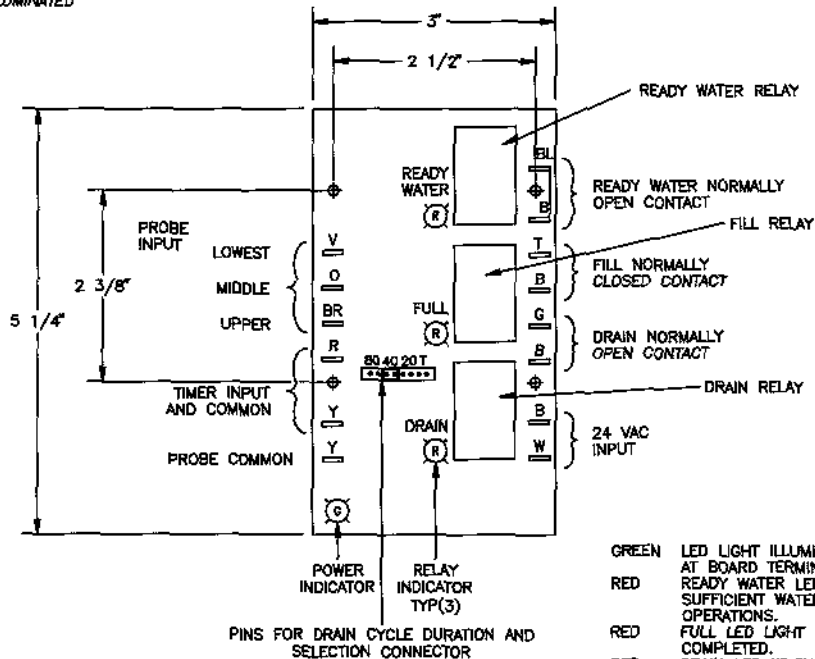 3"
2 1/2"
READY WATER RELAY
READY
WATER
R
BL
B
READY WATER NORMALLY
OPEN CONTACT
FILL RELAY
PROBE
INPUT
LOWEST
V
MIDDLE
O
UPPER
BR
2 3/8"
5 1/4"
T
B
FILL NORMALLY
CLOSED CONTACT
FULL
R
G
B
DRAIN NORMALLY
OPEN CONTACT
R
80 40 20 T
TIMER INPUT
AND COMMON
Y
DRAIN RELAY
DRAIN
R
B
W
24 VAC
INPUT
PROBE COMMON
Y
G
POWER
INDICATOR
RELAY
INDICATOR
TYP(3)
PINS FOR DRAIN CYCLE DURATION AND
SELECTION CONNECTOR
GREEN LED LIGHT
AT BOARD
RED READY WATER
SUFFICIENT
OPERATIONS.
RED FULL LED LIGHT
COMPLETED.